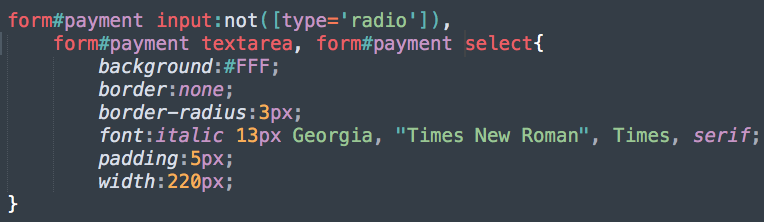 form#payment input:not([type='radio']),
form#payment textarea, form#payment select{
background:#FFF;
border:none;
border-radius:3px;
font:italic 13px Georgia, "Times New Roman", Times, serif;
padding:5px;
width:220px;
}